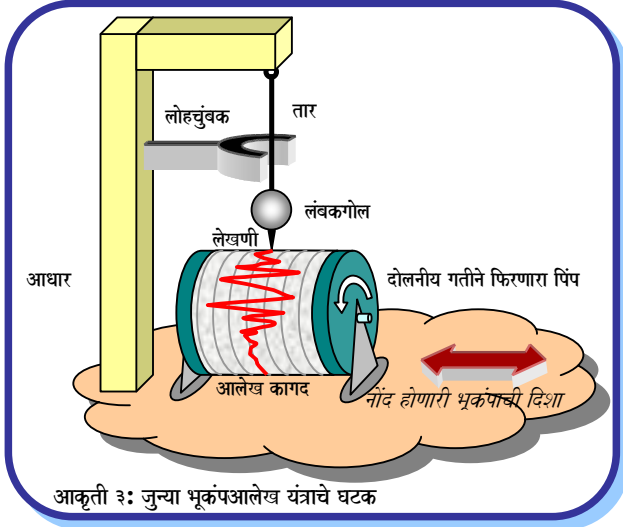 लोहचुंबक
तार
लंबकगोल
लेखणी
आधार
दोलनीय गतीने फिरणारा पिंप
आलेख कागद
नोंद होणारी भूकंपाची दिशा
आकृती ३: जुन्या भूकंपआलेख यंत्राचे घटक